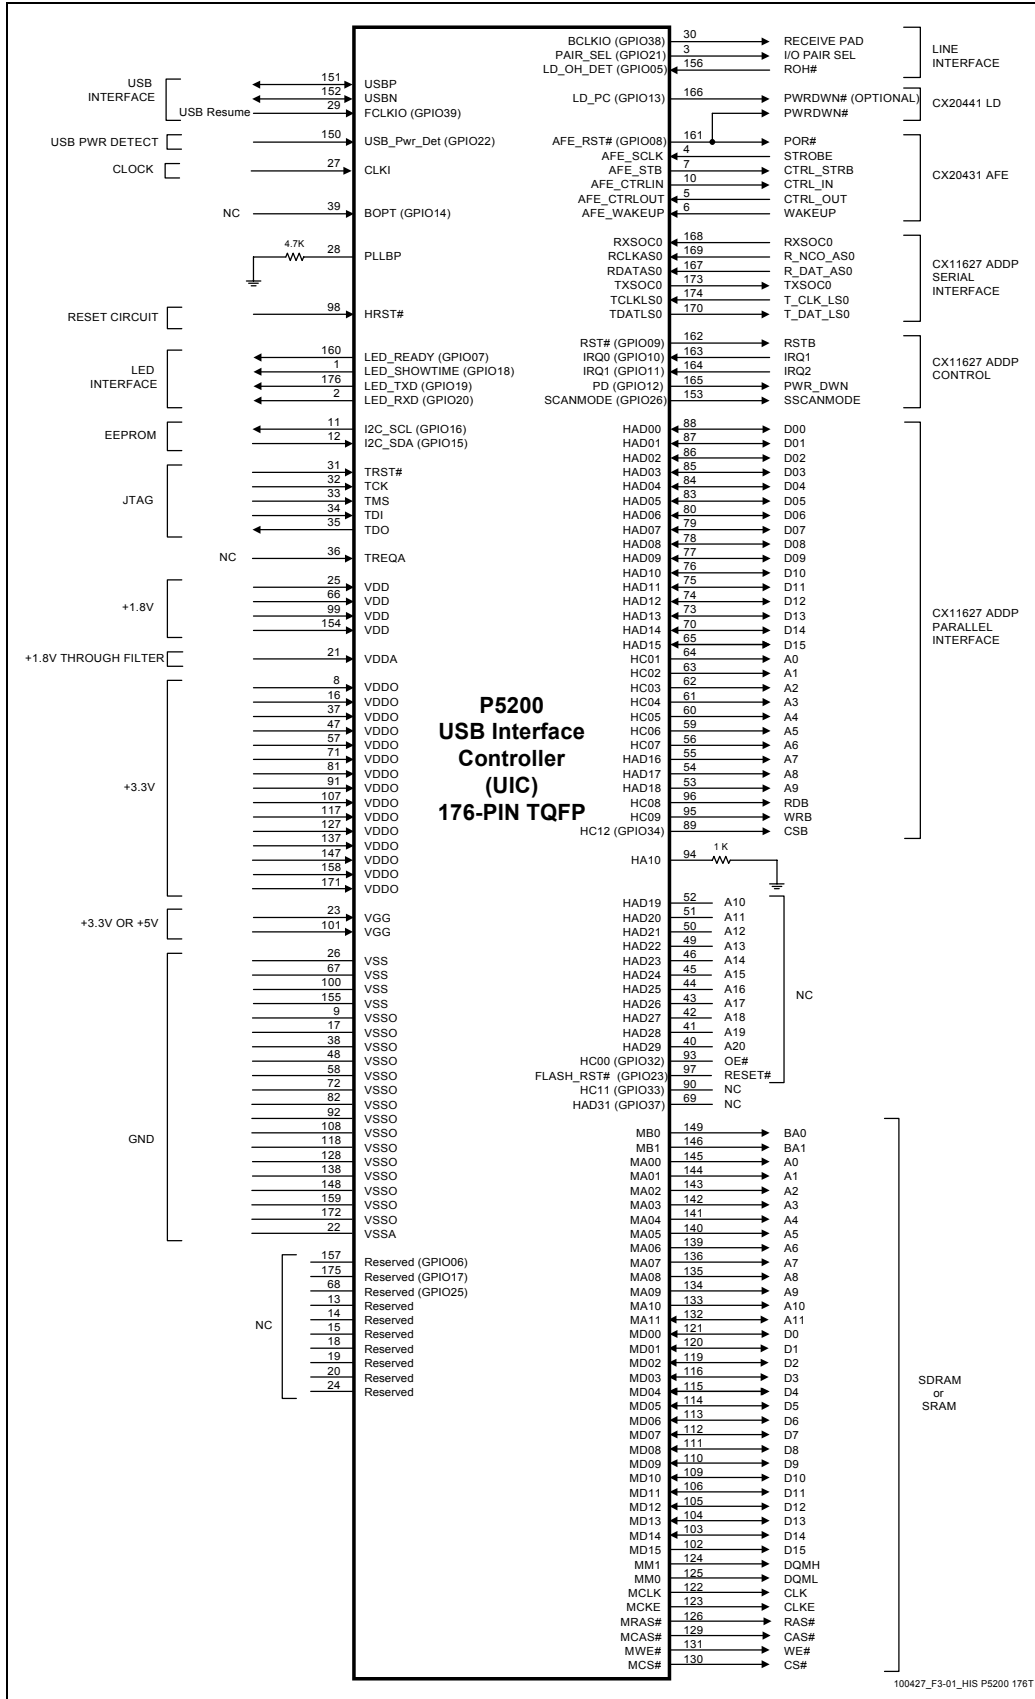 USB
INTERFACE
151 USBP
152 USBN
USB Resume 29 FCLKIO (GPIO39)
USB PWR DETECT 150 USB_Pwr_Det (GPIO22)
CLOCK 27 CLKI
NC 39 BOPT (GPIO14)
4.7K 28 PLLBP
RESET CIRCUIT 98 HRST#
LED
INTERFACE
160 LED_READY (GPIO07)
1 LED_SHOWTIME (GPIO18)
176 LED_TXD (GPIO19)
2 LED_RXD (GPIO20)
EEPROM
11 I2C_SCL (GPIO16)
12 I2C_SDA (GPIO15)
JTAG
31 TRST#
32 TCK
33 TMS
34 TDI
35 TDO
NC 36 TREQA
+1.8V
25 VDD
66 VDD
99 VDD
154 VDD
+1.8V THROUGH FILTER 21 VDDA
+3.3V
8 VDDO
16 VDDO
37 VDDO
47 VDDO
57 VDDO
71 VDDO
81 VDDO
91 VDDO
107 VDDO
117 VDDO
127 VDDO
137 VDDO
147 VDDO
158 VDDO
171 VDDO
+3.3V OR +5V
23 VGG
101 VGG
GND
26 VSS
67 VSS
100 VSS
155 VSS
9 VSSO
17 VSSO
38 VSSO
48 VSSO
58 VSSO
72 VSSO
82 VSSO
92 VSSO
108 VSSO
118 VSSO
128 VSSO
138 VSSO
148 VSSO
159 VSSO
172 VSSO
22 VSSA
NC
157 Reserved (GPIO06)
175 Reserved (GPIO17)
68 Reserved (GPIO25)
13 Reserved
14 Reserved
15 Reserved
18 Reserved
19 Reserved
20 Reserved
24 Reserved
P5200
USB Interface
Controller
(UIC)
176-PIN TQFP
BCLKIO (GPIO38) 30 RECEIVE PAD
PAIR_SEL (GPIO21) 3 I/O PAIR SEL
LD_OH_DET (GPIO05) 156 ROH#
LINE
INTERFACE
LD_PC (GPIO13) 166 PWRDWN# (OPTIONAL)
PWRDWN#
CX20441 LD
AFE_RST# (GPIO08) 161 POR#
AFE_SCLK 4 STROBE
AFE_STB 7 CTRL_STRB
AFE_CTRLIN 10 CTRL_IN
AFE_CTRLOUT 5 CTRL_OUT
AFE_WAKEUP 6 WAKEUP
CX20431 AFE
RXSOC0 168 RXSOC0
RCLKAS0 169 R_NCO_AS0
RDATAS0 167 R_DAT_AS0
TXSOC0 173 TXSOC0
TCLKLS0 174 T_CLK_LS0
TDATLS0 170 T_DAT_LS0
CX11627 ADDP
SERIAL
INTERFACE
RST# (GPIO09) 162 RSTB
IRQ0 (GPIO10) 163 IRQ1
IRQ1 (GPIO11) 164 IRQ2
PD (GPIO12) 165 PWR_DWN
SCANMODE (GPIO26) 153 SSCANMODE
CX11627 ADDP
CONTROL
HAD00 88 D00
HAD01 87 D01
HAD02 86 D02
HAD03 85 D03
HAD04 84 D04
HAD05 83 D05
HAD06 80 D06
HAD07 79 D07
HAD08 78 D08
HAD09 77 D09
HAD10 76 D10
HAD11 75 D11
HAD12 74 D12
HAD13 73 D13
HAD14 70 D14
HAD15 65 D15
HC01 64 A0
HC02 63 A1
HC03 62 A2
HC04 61 A3
HC05 60 A4
HC06 59 A5
HC07 56 A6
HAD16 55 A7
HAD17 54 A8
HAD18 53 A9
HC08 96 RDB
HC09 95 WRB
HC12 (GPIO34) 89 CSB
CX11627 ADDP
PARALLEL
INTERFACE
HA10 94 1 K
HAD19 52 A10
HAD20 51 A11
HAD21 50 A12
HAD22 49 A13
HAD23 46 A14
HAD24 45 A15
HAD25 44 A16
HAD26 43 A17
HAD27 42 A18
HAD28 41 A19
HAD29 40 A20
HC00 (GPIO32) 93 OE#
FLASH_RST# (GPIO23) 97 RESET#
NC
HC11 (GPIO33) 90 NC
HAD31 (GPIO37) 69 NC
MB0 149 BA0
MB1 146 BA1
MA00 145 A0
MA01 144 A1
MA02 143 A2
MA03 142 A3
MA04 141 A4
MA05 140 A5
MA06 139 A6
MA07 136 A7
MA08 135 A8
MA09 134 A9
MA10 133 A10
MA11 132 A11
MD00 121 D0
MD01 120 D1
MD02 119 D2
MD03 116 D3
MD04 115 D4
MD05 114 D5
MD06 113 D6
MD07 112 D7
MD08 111 D8
MD09 110 D9
MD10 109 D10
MD11 106 D11
MD12 105 D12
MD13 104 D13
MD14 103 D14
MD15 102 D15
MM1 124 DQMH
MM0 125 DQML
MCLK 122 CLK
MCKE 123 CLKE
MRAS# 126 RAS#
MCAS# 129 CAS#
MWE# 131 WE#
MCS# 130 CS#
SDRAM
or
SRAM
100427_F3-01_HIS P5200 176T